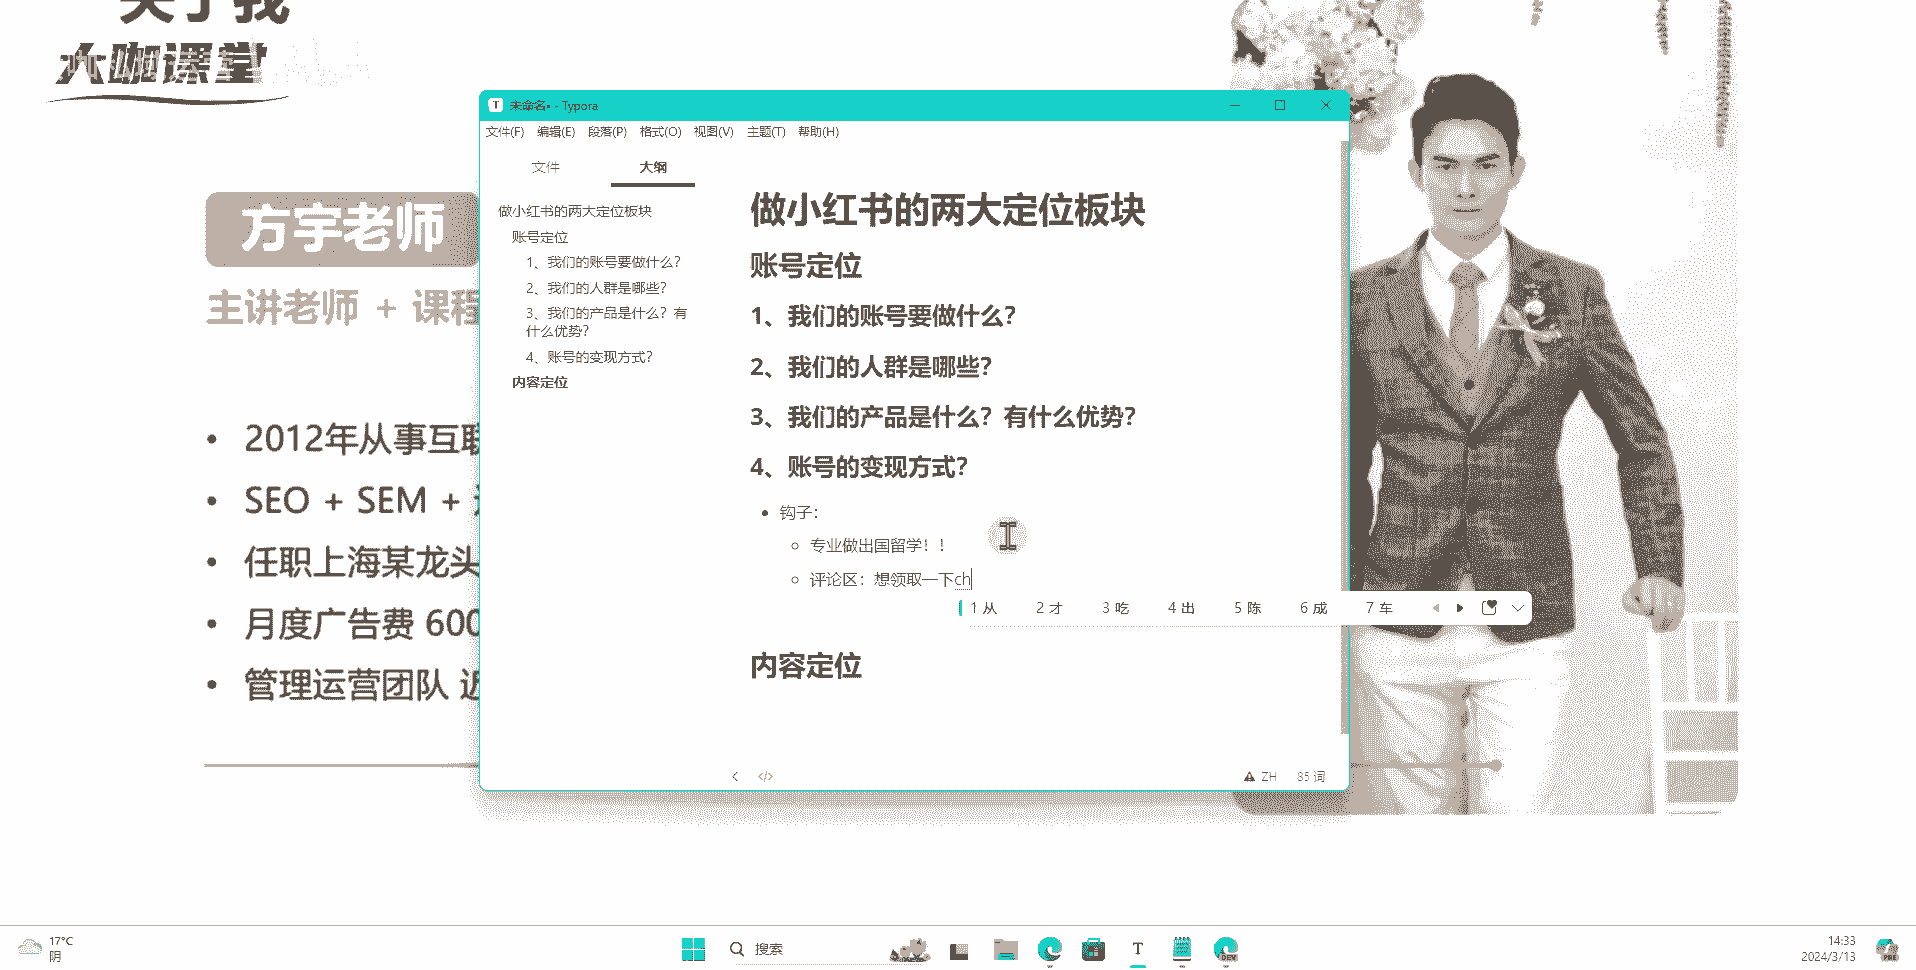 关于我
大咖课堂
方宇老师
主讲老师 + 课程
• 2012年从事互联
• SEO + SEM +
• 任职上海某龙头
• 月度广告费 600
• 管理运营团队 近
未命名• - Typora
文件(F) 编辑(E) 段落(P) 格式(O) 视图(V) 主题(T) 帮助(H)
文件 大纲
做小红书的两大定位板块
账号定位
1、我们的账号要做什么?
2、我们的人群是哪些?
3、我们的产品是什么？有
什么优势?
4、账号的变现方式?
内容定位
做小红书的两大定位板块
账号定位
1、我们的账号要做什么?
2、我们的人群是哪些?
3、我们的产品是什么？有什么优势?
4、账号的变现方式?
• 钩子：
◦ 专业做出国留学！！
◦ 评论区：想领取一下ch
1 从 2 才 3 吃 4 出 5 陈 6 成 7 车
内容定位
</> ZH 85 词
17°C
阴
搜索
T
DEV
14:33
2024/3/13
PRE